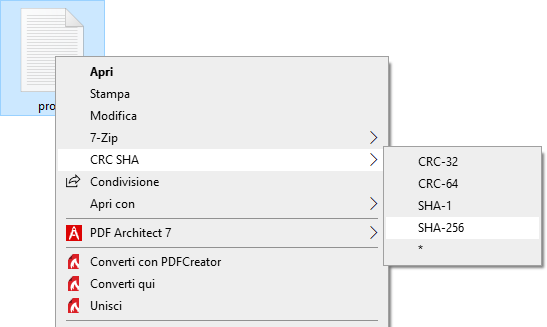 pro
Apri
Stampa
Modifica
7-Zip
CRC SHA
Condivisione
Apri con
PDF Architect 7
Converti con PDFCreator
Converti qui
Unisci
CRC-32
CRC-64
SHA-1
SHA-256
*